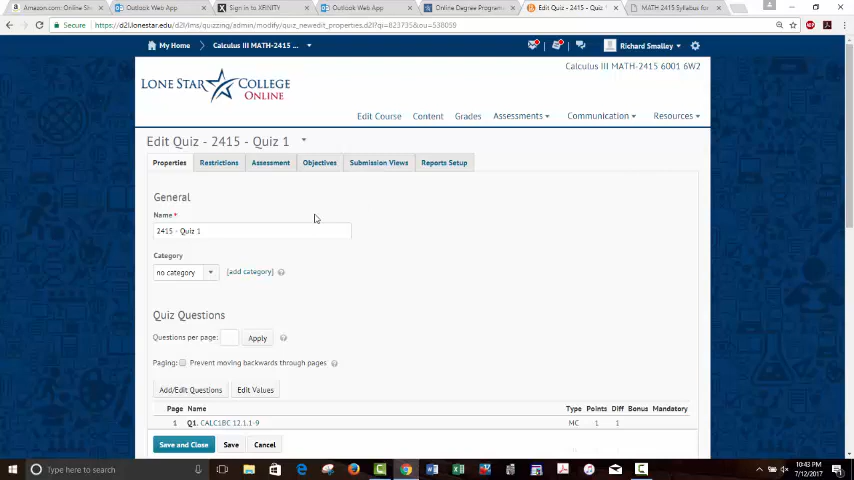 Amazon.com: Online Sh...
Outlook Web App
Sign in to XFINITY
Outlook Web App
Online Degree Program
Edit Quiz - 2415 - Quiz 1
MATH 2415 Syllabus for
Secure
https://d2l.lonestar.edu/d2l/lms/quizzing/admin/modify/quiz_newedit_properties.d2l?qi=823735&ou=538059
My Home
Calculus III MATH-2415 ...
Richard Smalley
LONE STAR COLLEGE
ONLINE
Calculus III MATH-2415 6001 6W2
Edit Course
Content
Grades
Assessments
Communication
Resources
Edit Quiz - 2415 - Quiz 1
Properties
Restrictions
Assessment
Objectives
Submission Views
Reports Setup
General
Name *
2415 - Quiz 1
Category
no category
[add category]
Quiz Questions
Questions per page:
Apply
Paging:
Prevent moving backwards through pages
Add/Edit Questions
Edit Values
Page Name Type Points Diff Bonus Mandatory
1 Q1. CALC1BC 12.1.1-9 MC 1 1
Save and Close
Save
Cancel
Type here to search
10:43 PM
7/12/2017